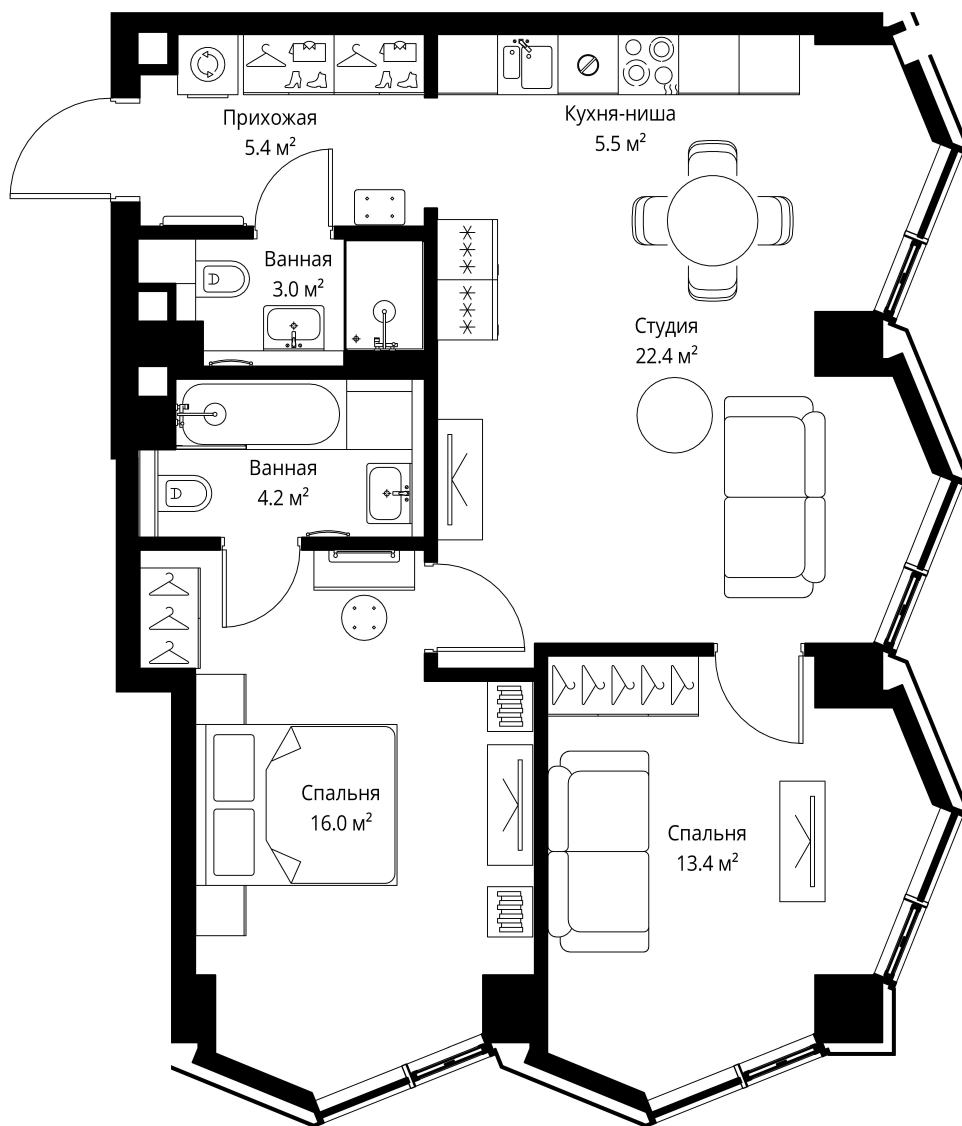 Прихожая
5.4 м²
Кухня-ниша
5.5 м²
Ванная
3.0 м²
Студия
22.4 м²
Ванная
4.2 м²
Спальня
16.0 м²
Спальня
13.4 м²